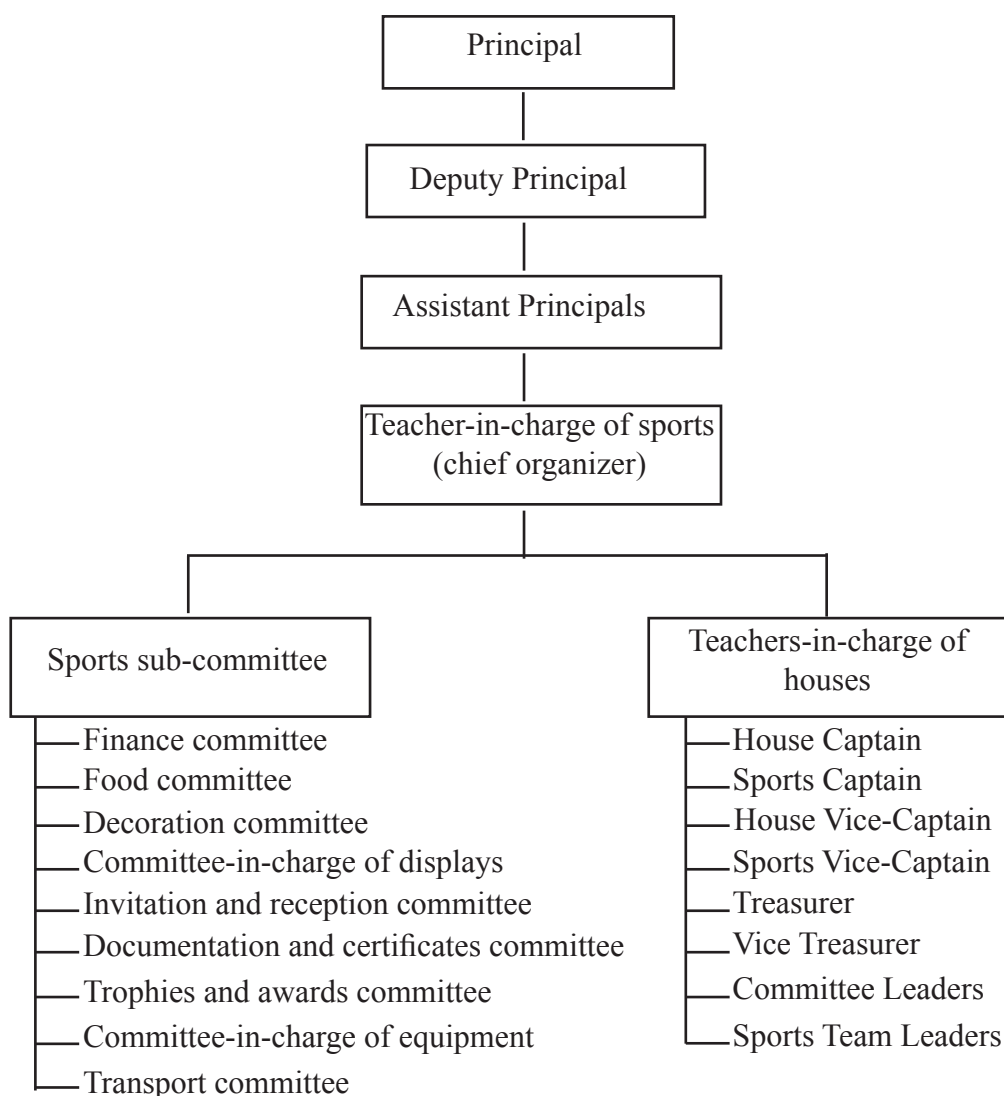 Principal
Deputy Principal
Assistant Principals
Teacher-in-charge of sports
(chief organizer)
Sports sub-committee
Finance committee
Food committee
Decoration committee
Committee-in-charge of displays
Invitation and reception committee
Documentation and certificates committee
Trophies and awards committee
Committee-in-charge of equipment
Transport committee
Teachers-in-charge of
houses
House Captain
Sports Captain
House Vice-Captain
Sports Vice-Captain
Treasurer
Vice Treasurer
Committee Leaders
Sports Team Leaders